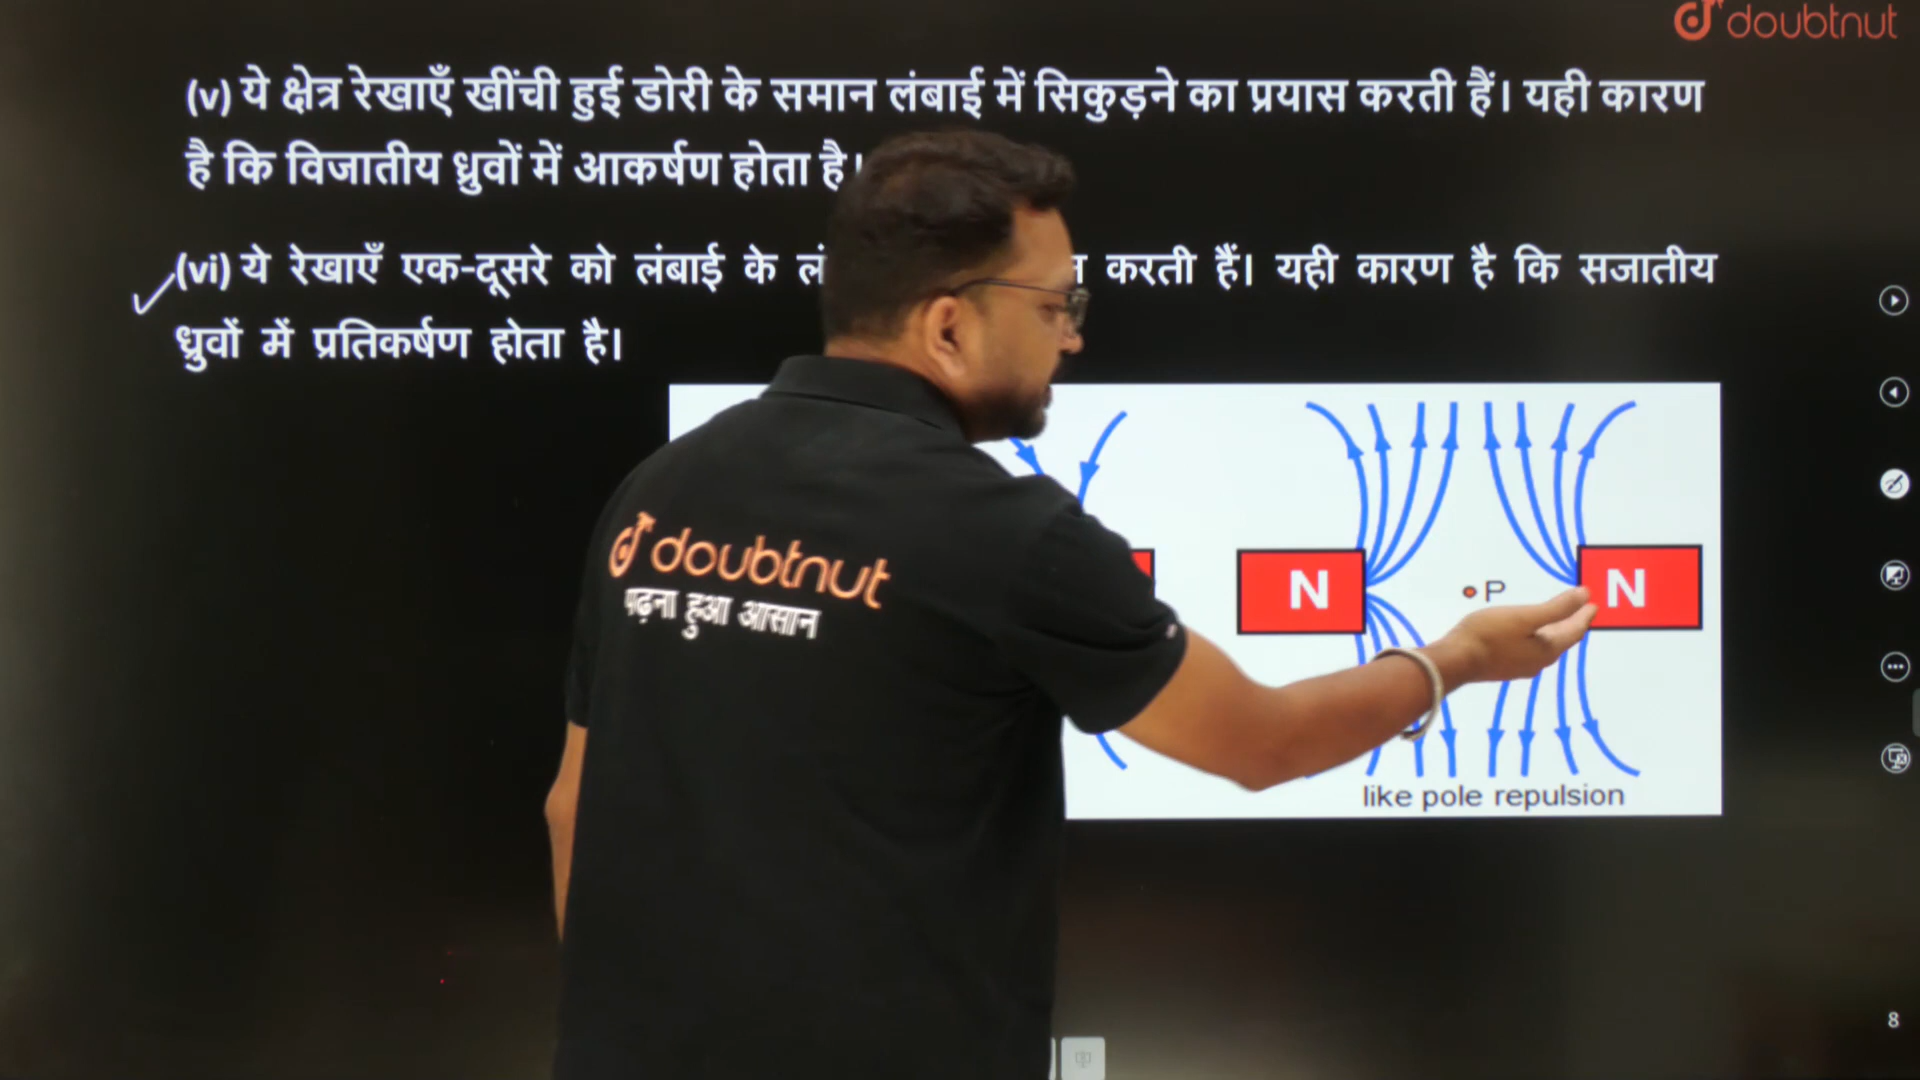 doubtnut
(v) ये क्षेत्र रेखाएँ खींची हुई डोरी के समान लंबाई में सिकुड़ने का प्रयास करती हैं। यही कारण
है कि विजातीय ध्रुवों में आकर्षण होता है।
(vi) ये रेखाएँ एक-दूसरे को लंबाई के करती हैं। यही कारण है कि सजातीय
ध्रुवों में प्रतिकर्षण होता है।
doubtnut
पढ़ना हुआ आसान
N
P
N
like pole repulsion
8